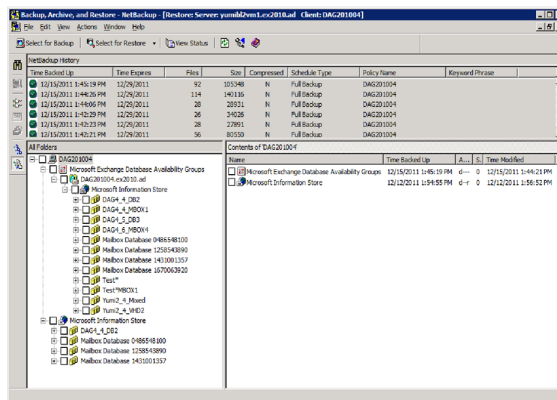 Backup, Archive, and Restore - NetBackup - [Restore: Server: yumibl2vm1.ex2010.ad Client: DAG201004]
File Edit View Actions Window Help
Select for Backup Select for Restore Preview Status
NetBackup History
Time Backed Up Time Expires Files Size Compressed Schedule Type Policy Name Keyword Phrase
12/15/2011 1:45:19 PM 12/29/2011 92 105348 N Full Backup DAG201004
12/15/2011 1:44:26 PM 12/29/2011 114 140116 N Full Backup DAG201004
12/15/2011 1:44:06 PM 12/29/2011 28 28931 N Full Backup DAG201004
12/15/2011 1:42:29 PM 12/29/2011 26 24026 N Full Backup DAG201004
12/15/2011 1:42:23 PM 12/29/2011 28 27891 N Full Backup DAG201004
12/15/2011 1:42:21 PM 12/29/2011 56 80550 N Full Backup DAG201004
All Folders
DAG201004
Microsoft Exchange Database Availability Groups
DAG201004.ex2010.ad
Microsoft Information Store
DAG4_4_DB2
DAG4_4_MBOX1
DAG4_5_DB3
DAG4_6_MBOX4
Mailbox Database 0486548100
Mailbox Database 1258543890
Mailbox Database 1431001357
Mailbox Database 1670063920
Test*
Test*MBOX1
Yumi2_4_Mixed
Yumi2_4_VHD2
Microsoft Information Store
DAG4_4_DB2
Mailbox Database 0486548100
Mailbox Database 1258543890
Mailbox Database 1431001357
Contents of 'DAG201004'
Name Time Backed Up A... S. Time Modified
Microsoft Exchange Database Availability Groups 12/15/2011 1:45:19 PM d--- 0 12/15/2011 1:44:21 PM
Microsoft Information Store 12/12/2011 1:54:55 PM d--r 0 12/12/2011 1:56:52 PM